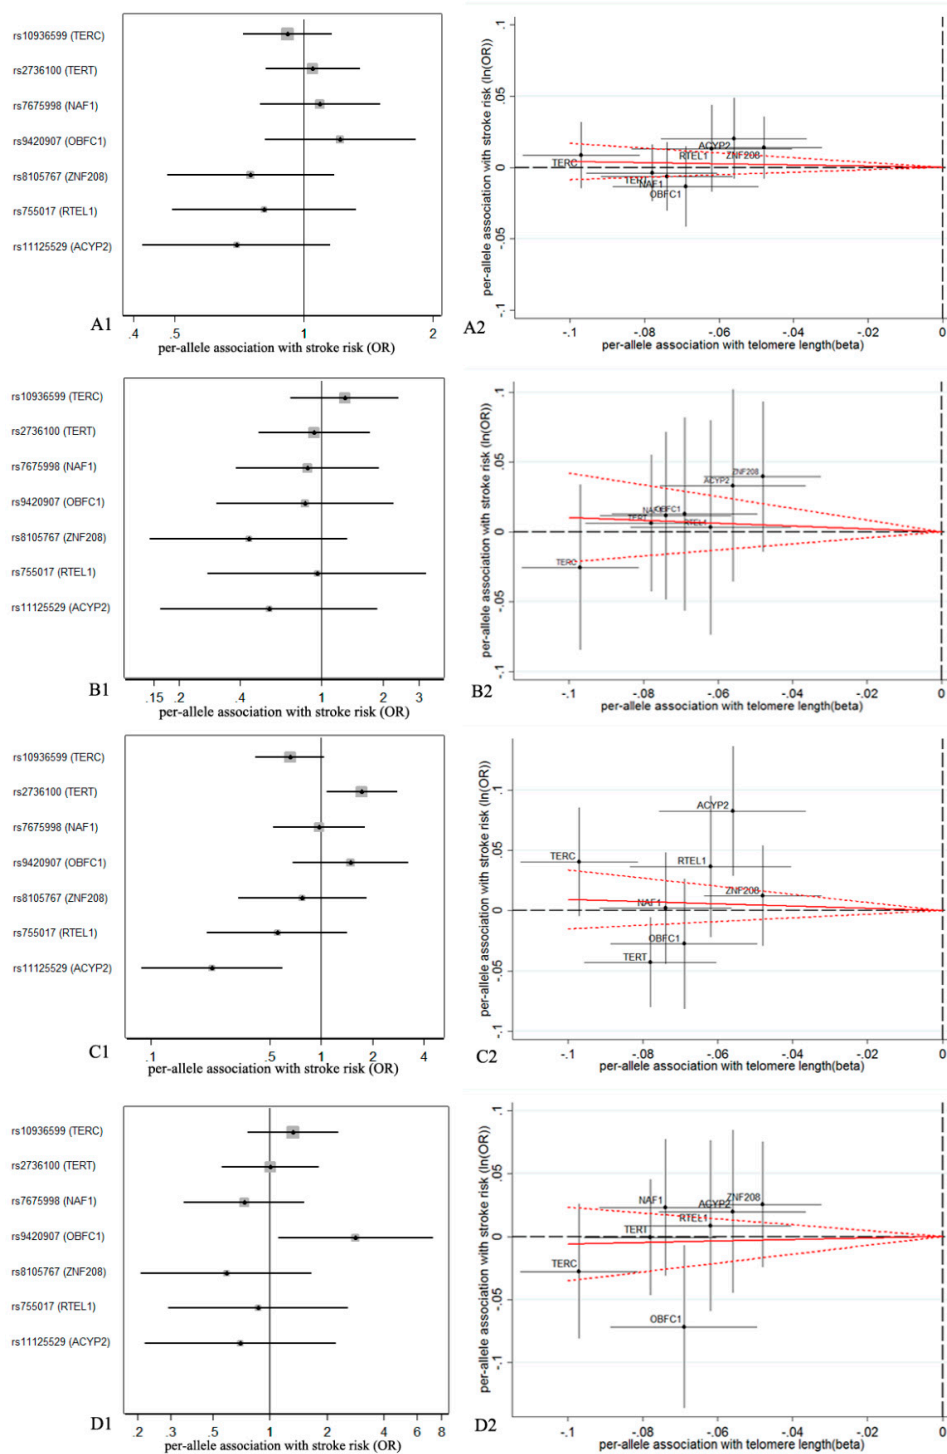 rs10936599 (TERC)
rs2736100 (TERT)
rs7675998 (NAF1)
rs9420907 (OBFC1)
rs8105767 (ZNF208)
rs755017 (RTEL1)
rs11125529 (ACYP2)
A1
.4 .5 1 2
per-allele association with stroke risk (OR)
per-allele association with stroke risk (ln(OR))
.1
.05
0
-.05
-.1
TERC
TERT
NAF1
OBFC1
RTEL1
ACYP2
ZNF208
A2
-.1 -.08 -.06 -.04 -.02 0
per-allele association with telomere length(beta)
rs10936599 (TERC)
rs2736100 (TERT)
rs7675998 (NAF1)
rs9420907 (OBFC1)
rs8105767 (ZNF208)
rs755017 (RTEL1)
rs11125529 (ACYP2)
B1
.15 .2 .4 1 2 3
per-allele association with stroke risk (OR)
per-allele association with stroke risk (ln(OR))
.1
.05
0
-.05
-.1
TERC
TERT
NAF1
OBFC1
RTEL1
ACYP2
ZNF208
B2
-.1 -.08 -.06 -.04 -.02 0
per-allele association with telomere length(beta)
rs10936599 (TERC)
rs2736100 (TERT)
rs7675998 (NAF1)
rs9420907 (OBFC1)
rs8105767 (ZNF208)
rs755017 (RTEL1)
rs11125529 (ACYP2)
C1
.1 .5 1 2 4
per-allele association with stroke risk (OR)
per-allele association with stroke risk (ln(OR))
.1
.05
0
-.05
-.1
TERC
TERT
NAF1
OBFC1
RTEL1
ACYP2
ZNF208
C2
-.1 -.08 -.06 -.04 -.02 0
per-allele association with telomere length(beta)
rs10936599 (TERC)
rs2736100 (TERT)
rs7675998 (NAF1)
rs9420907 (OBFC1)
rs8105767 (ZNF208)
rs755017 (RTEL1)
rs11125529 (ACYP2)
D1
.2 .3 .5 1 2 4 6 8
per-allele association with stroke risk (OR)
per-allele association with stroke risk (ln(OR))
.1
.05
0
-.05
-.1
TERC
TERT
NAF1
OBFC1
RTEL1
ACYP2
ZNF208
D2
-.1 -.08 -.06 -.04 -.02 0
per-allele association with telomere length(beta)